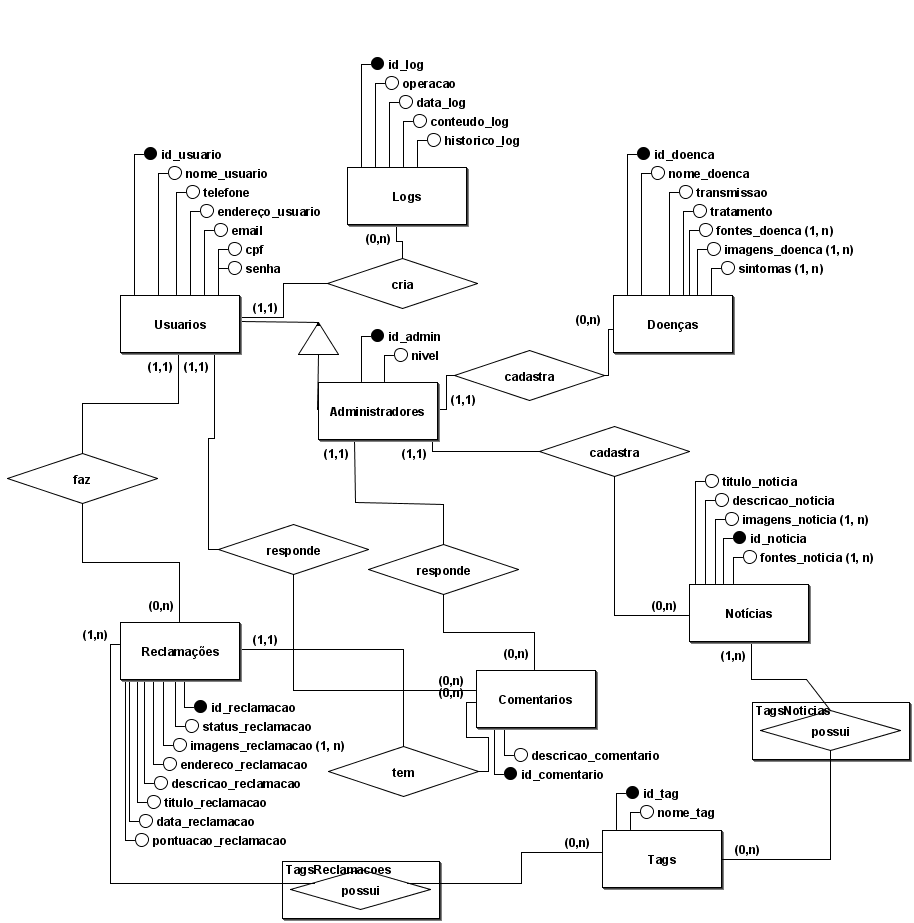 id_log
operacao
data_log
conteudo_log
historico_log
Logs
(0,n)
cria
id_usuario
nome_usuario
telefone
endereço_usuario
email
cpf
senha
Usuarios
(1,1)
(1,1)
(1,1)
id_doenca
nome_doenca
transmissao
tratamento
fontes_doenca (1, n)
imagens_doenca (1, n)
sintomas (1, n)
Doenças
(0,n)
id_admin
nivel
Administradores
cadastra
(1,1)
(1,1)
(1,1)
cadastra
faz
responde
responde
titulo_noticia
descricao_noticia
imagens_noticia (1, n)
id_noticia
fontes_noticia (1, n)
Notícias
(0,n)
(1,n)
(0,n)
(1,n)
Reclamações
(1,1)
(0,n)
(0,n)
(0,n)
Comentarios
descricao_comentario
id_comentario
id_reclamacao
status_reclamacao
imagens_reclamacao (1, n)
endereco_reclamacao
descricao_reclamacao
titulo_reclamacao
data_reclamacao
pontuacao_reclamacao
tem
TagsNoticias
possui
id_tag
nome_tag
Tags
(0,n)
(0,n)
TagsReclamacoes
possui